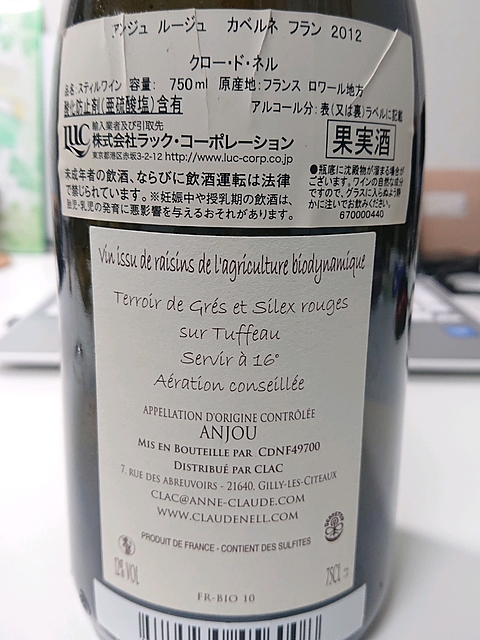 アンジュ ルージュ カベルネ フラン 2012
クロー・ド・ネル
品名:スティルワイン 容量: 750ml 原産地:フランス ロワール地方
酸化防止剤(亜硫酸塩)含有 アルコール分:表(又は裏)ラベルに記載
LUC 輸入業者及び引取先
株式会社ラック・コーポレーション
東京都港区赤坂3-2-12 http://www.luc-corp.co.jp
果実酒
未成年者の飲酒、ならびに飲酒運転は法律
で禁じられています。※妊娠中や授乳期の飲酒は、
胎児・乳児の発育に悪影響を与えるおそれがあります。
●瓶底に沈殿物が溜まる場合が
ございます。ワインの自然な成分
ですので、グラスに入らぬよう静
かに注いでお飲みください。
670000440
Vin issu de raisins de l'agriculture biodynamique
Terroir de Grés et Silex rouges
sur Tuffeau
Servir à 16°
Aération conseillée
APPELLATION D'ORIGINE CONTRÔLÉE
ANJOU
MIS EN BOUTEILLE PAR CDNF49700
DISTRIBUÉ PAR CLAC
7, RUE DES ABREUVOIRS - 21640, GILLY-LES-CITEAUX
CLAC@ANNE-CLAUDE.COM
WWW.CLAUDENELL.COM
PRODUIT DE FRANCE - CONTIENT DES SULFITES
12% VOL 75CL
FR-BIO 10